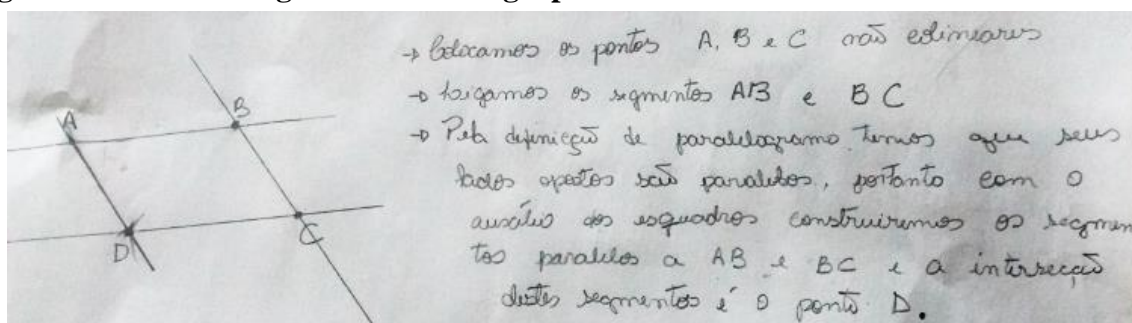 A
B
C
D
→ Colocamos os pontos A, B e C não colineares
→ Ligamos os segmentos AB e BC
→ Pela definição de paralelogramo temos que seus
lados opostos são paralelos, portanto com o
auxílio dos esquadros construiremos os segmen
tos paralelos a AB e BC e a intersecção
destes segmentos é o ponto D.